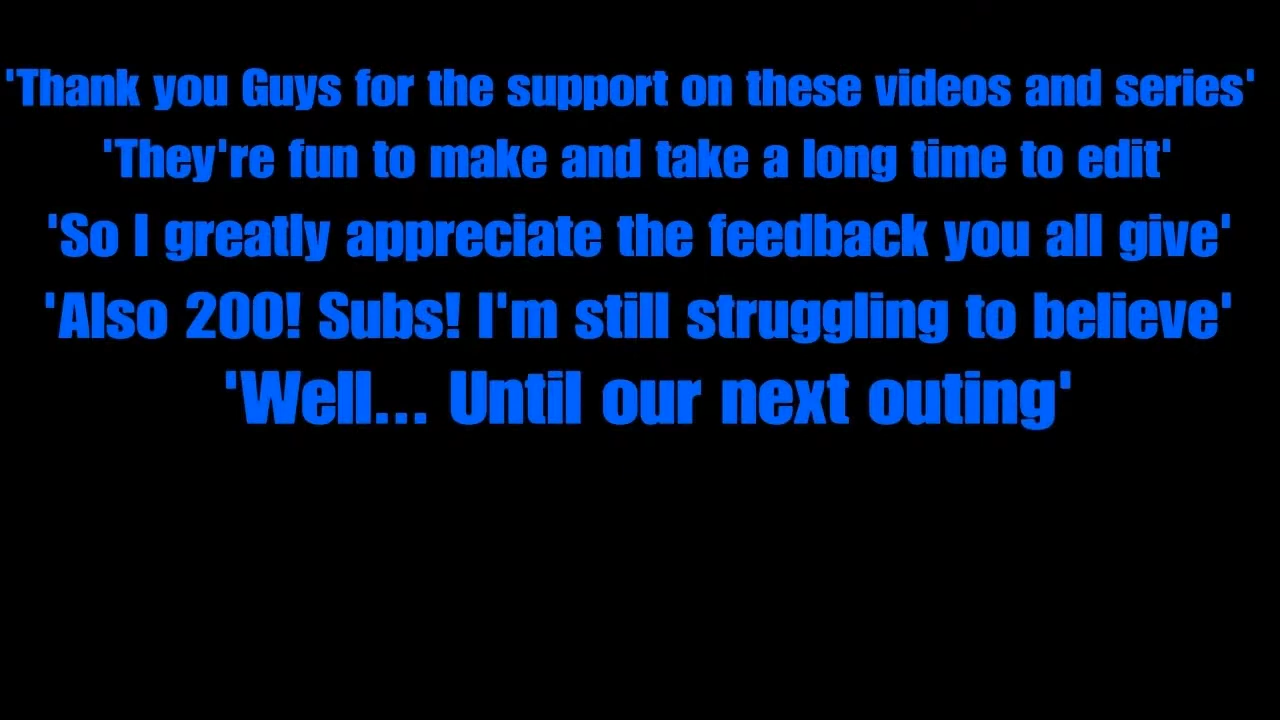 'Thank you Guys for the support on these videos and series'
'They're fun to make and take a long time to edit'
'So I greatly appreciate the feedback you all give'
'Also 200! Subs! I'm still struggling to believe'
'Well... Until our next outing'